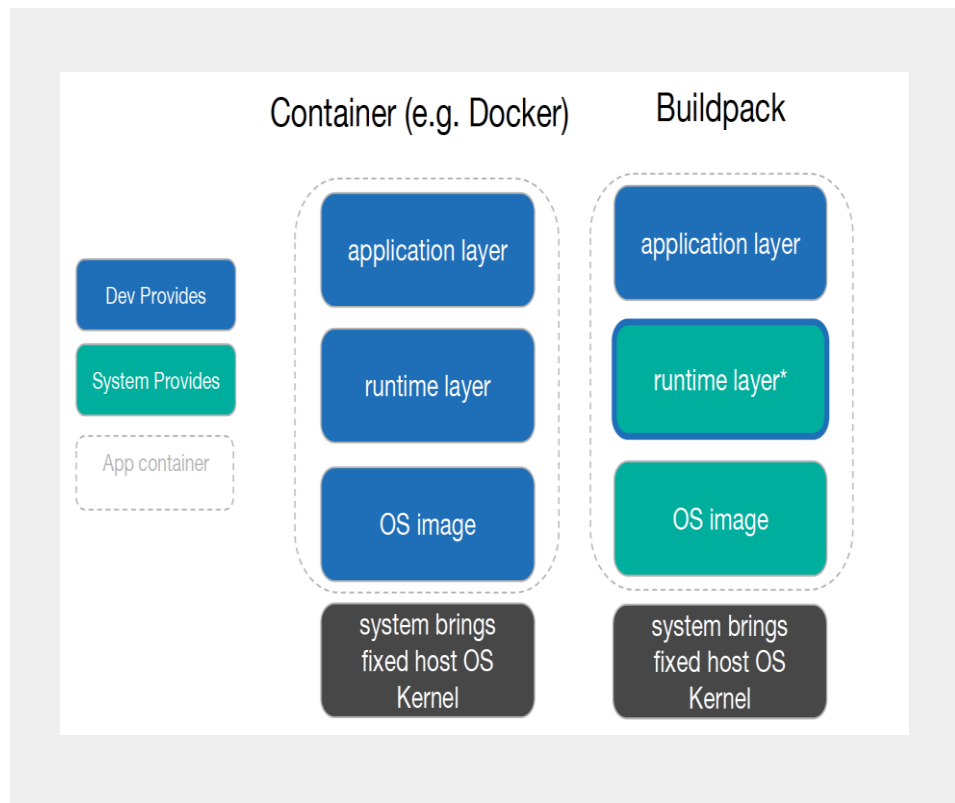 Container (e.g. Docker)
Buildpack
Dev Provides
System Provides
App container
application layer
runtime layer
OS image
system brings
fixed host OS
Kernel
application layer
runtime layer*
OS image
system brings
fixed host OS
Kernel